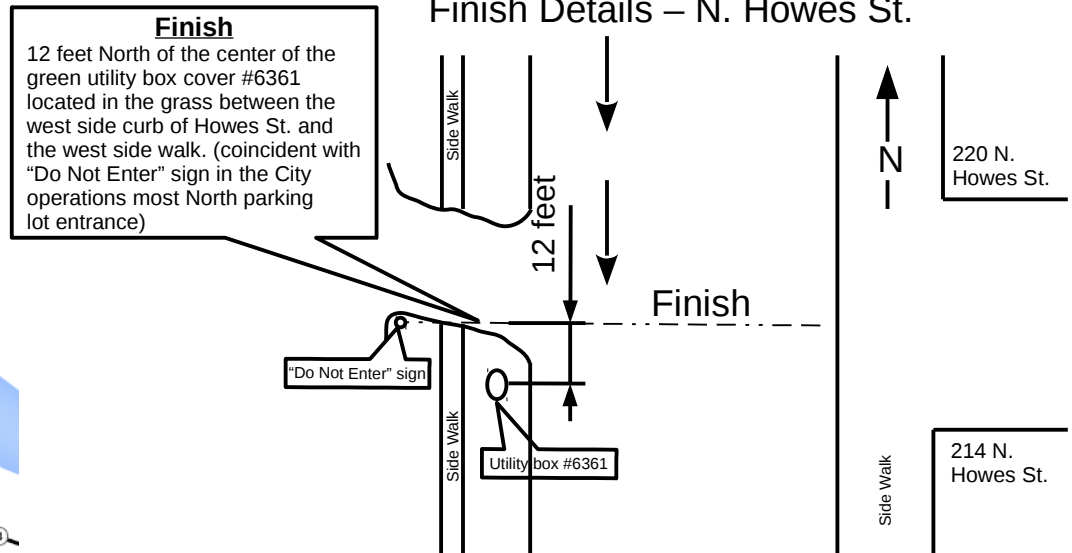 Finish Details – N. Howes St.
Finish
12 feet North of the center of the
green utility box cover #6361
located in the grass between the
west side curb of Howes St. and
the west side walk. (coincident with
“Do Not Enter” sign in the City
operations most North parking
lot entrance)
Side Walk
12 feet
N
220 N.
Howes St.
Finish
“Do Not Enter” sign
Side Walk
Utility box #6361
Side Walk
214 N.
Howes St.